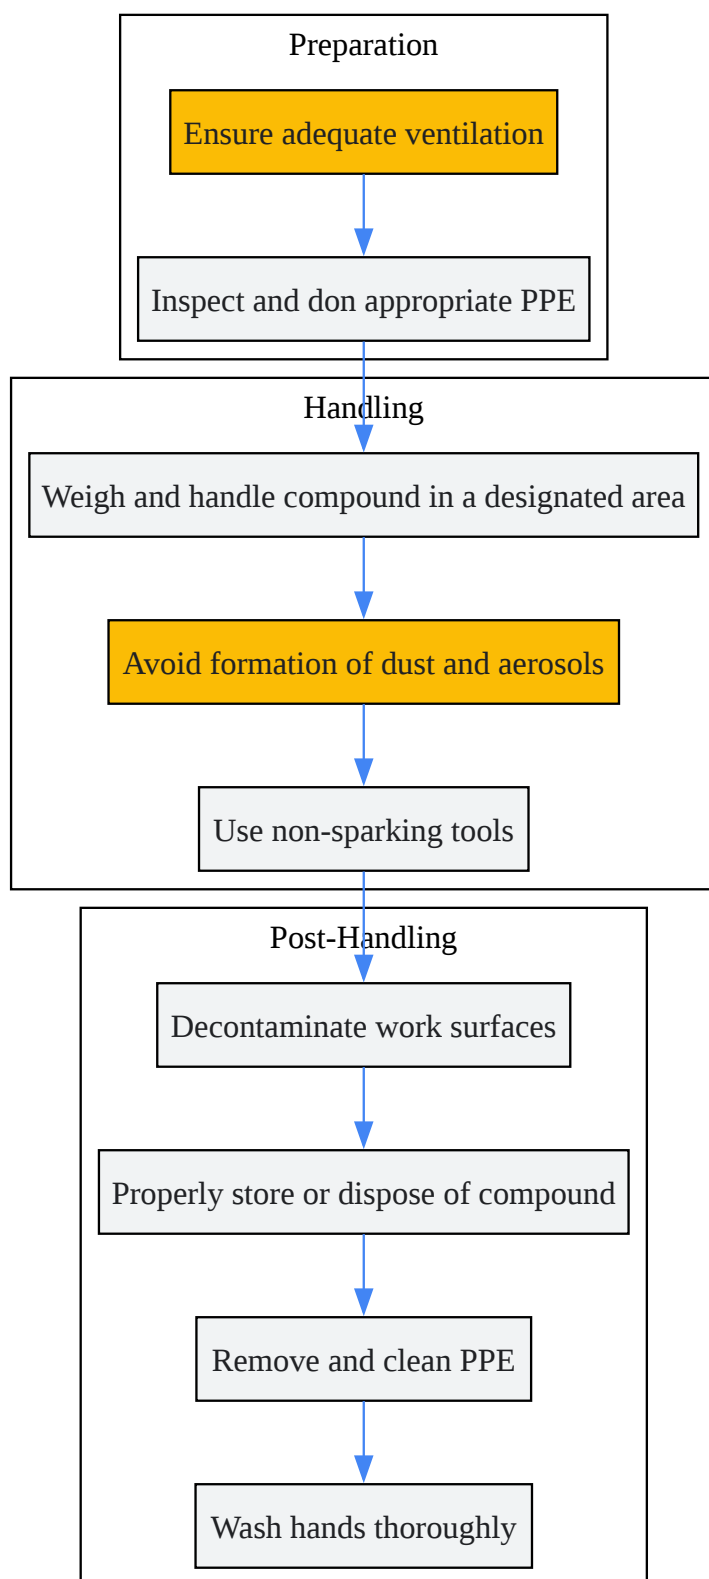 Preparation
Ensure adequate ventilation
Inspect and don appropriate PPE
Handling
Weigh and handle compound in a designated area
Avoid formation of dust and aerosols
Use non-sparking tools
Post-Handling
Decontaminate work surfaces
Properly store or dispose of compound
Remove and clean PPE
Wash hands thoroughly